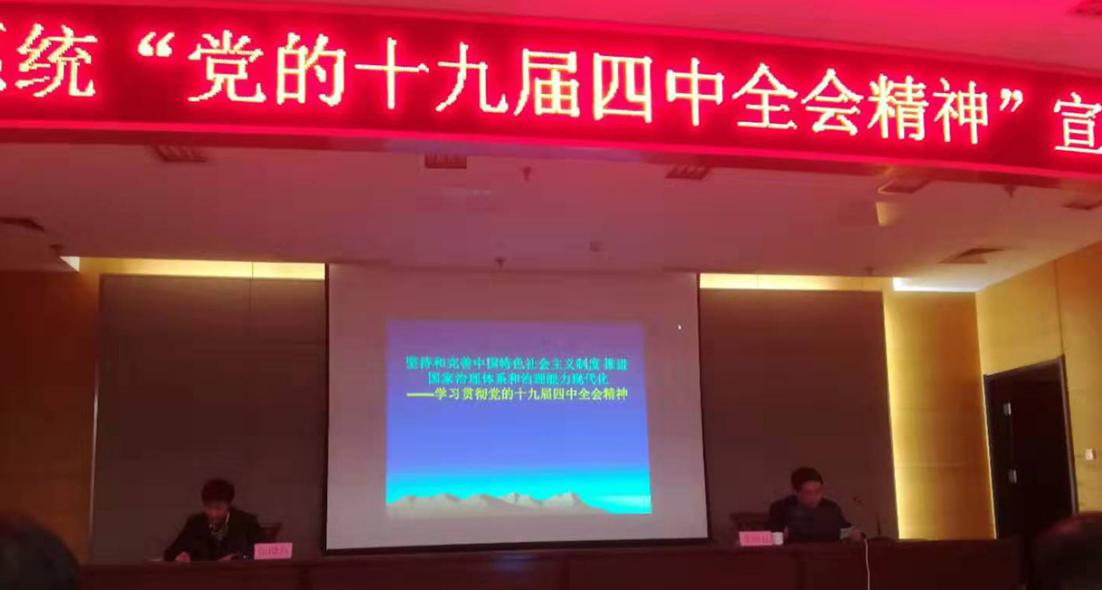 统“党的十九届四中全会精神”宣
坚持和完善中国特色社会主义制度 推进
国家治理体系和治理能力现代化
——学习贯彻党的十九届四中全会精神